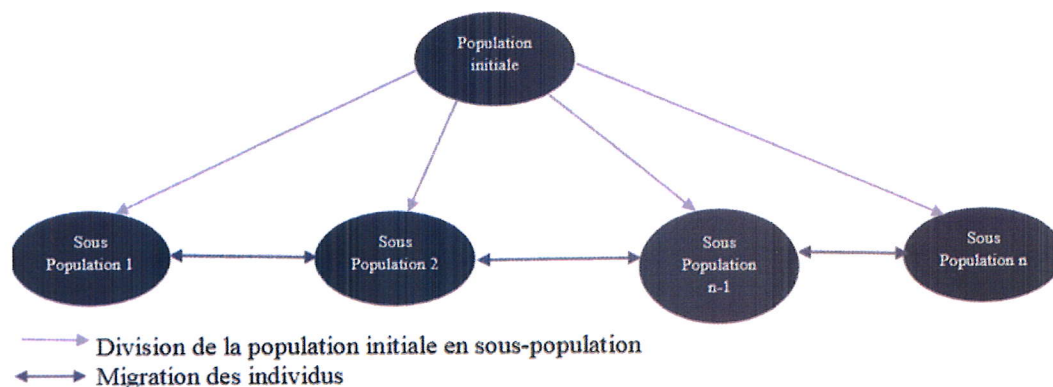 Population
initiale
Sous
Population 1
Sous
Population 2
Sous
Population
n-1
Sous
Population n
Division de la population initiale en sous-population
Migration des individus